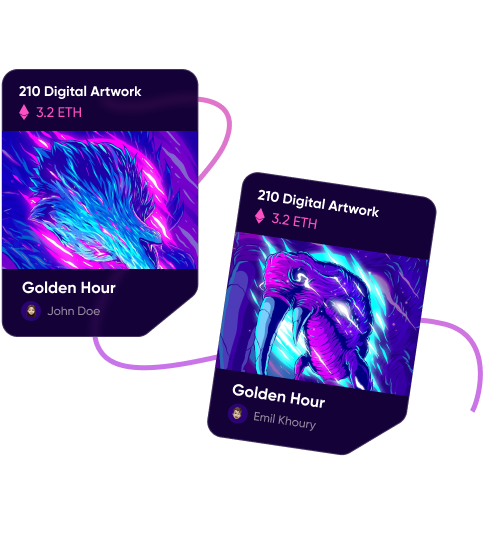 210 Digital Artwork
3.2 ETH
Golden Hour
John Doe
210 Digital Artwork
3.2 ETH
Golden Hour
Emil Khoury